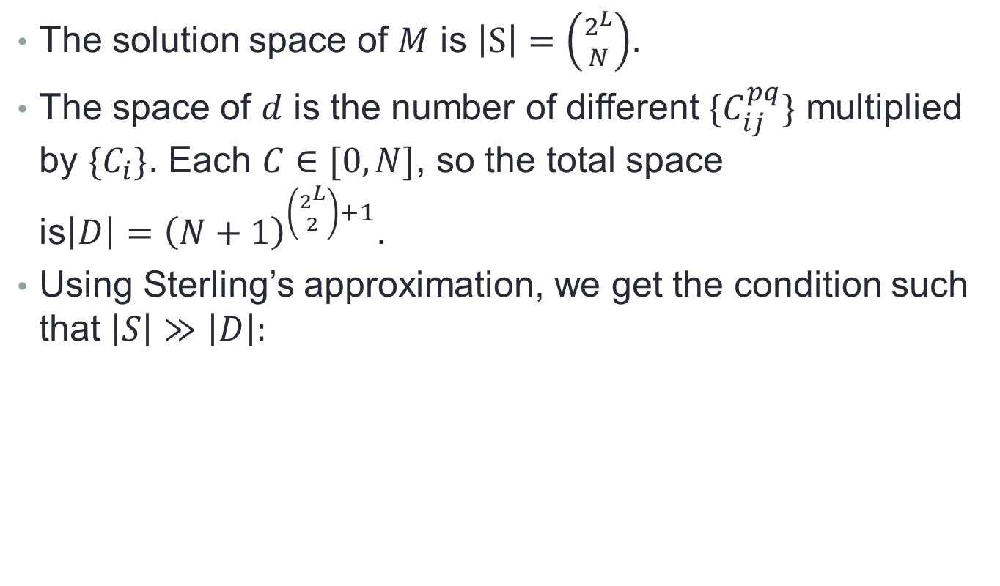 • The solution space of M is |S| = \binom{2^L}{N}.
• The space of d is the number of different {C_{ij}^{pq}} multiplied
by {C_i}. Each C ∈ [0, N], so the total space
is|D| = (N + 1)^{\binom{2^L}{2}+1}.
• Using Sterling’s approximation, we get the condition such
that |S| ≫ |D|: